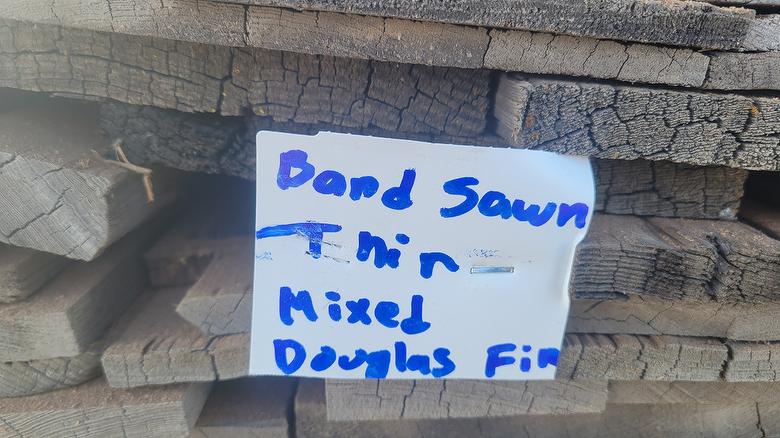 Band Sawn
Thin
Mixed
Douglas Fir